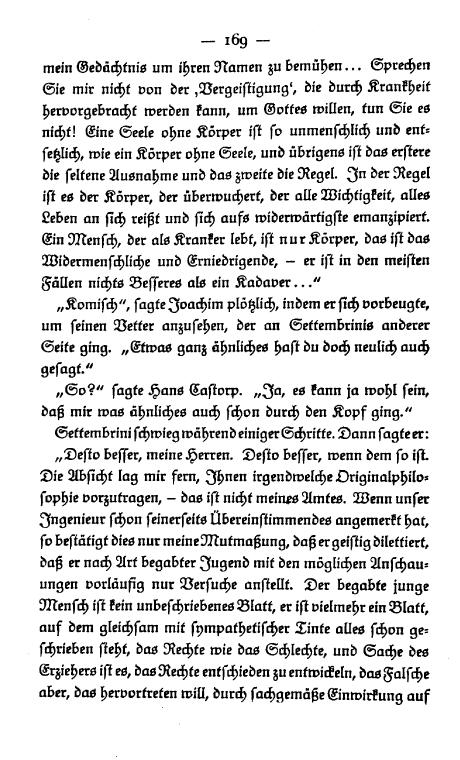 — 169 —
mein Gedächtnis um ihren Namen zu bemühen... Sprechen
Sie mir nicht von der ‚Vergeistigung‘, die durch Krankheit
hervorgebracht werden kann, um Gottes willen, tun Sie es
nicht! Eine Seele ohne Körper ist so unmenschlich und ent-
setzlich, wie ein Körper ohne Seele, und übrigens ist das erstere
die seltene Ausnahme und das zweite die Regel. In der Regel
ist es der Körper, der überwuchert, der alle Wichtigkeit, alles
Leben an sich reißt und sich aufs widerwärtigste emanzipiert.
Ein Mensch, der als Kranker lebt, ist nur Körper, das ist das
Widermenschliche und Erniedrigende, – er ist in den meisten
Fällen nichts Besseres als ein Kadaver...“
„Komisch“, sagte Joachim plötzlich, indem er sich vorbeugte,
um seinen Vetter anzusehen, der an Settembrinis anderer
Seite ging. „Etwas ganz ähnliches hast du doch neulich auch
gesagt.“
„So?“ sagte Hans Castorp. „Ja, es kann ja wohl sein,
daß mir was ähnliches auch schon durch den Kopf ging.“
Settembrini schwieg während einiger Schritte. Dann sagte er:
„Desto besser, meine Herren. Desto besser, wenn dem so ist.
Die Absicht lag mir fern, Ihnen irgendwelche Originalphilo-
sophie vorzutragen, – das ist nicht meines Amtes. Wenn unser
Ingenieur schon seinerseits Übereinstimmendes angemerkt hat,
so bestätigt dies nur meine Mutmaßung, daß er geistig dilettiert,
daß er nach Art begabter Jugend mit den möglichen Anschau-
ungen vorläufig nur Versuche anstellt. Der begabte junge
Mensch ist kein unbeschriebenes Blatt, er ist vielmehr ein Blatt,
auf dem gleichsam mit sympathetischer Tinte alles schon ge-
schrieben steht, das Rechte wie das Schlechte, und Sache des
Erziehers ist es, das Rechte entschieden zu entwickeln, das Falsche
aber, das hervortreten will, durch sachgemäße Einwirkung auf